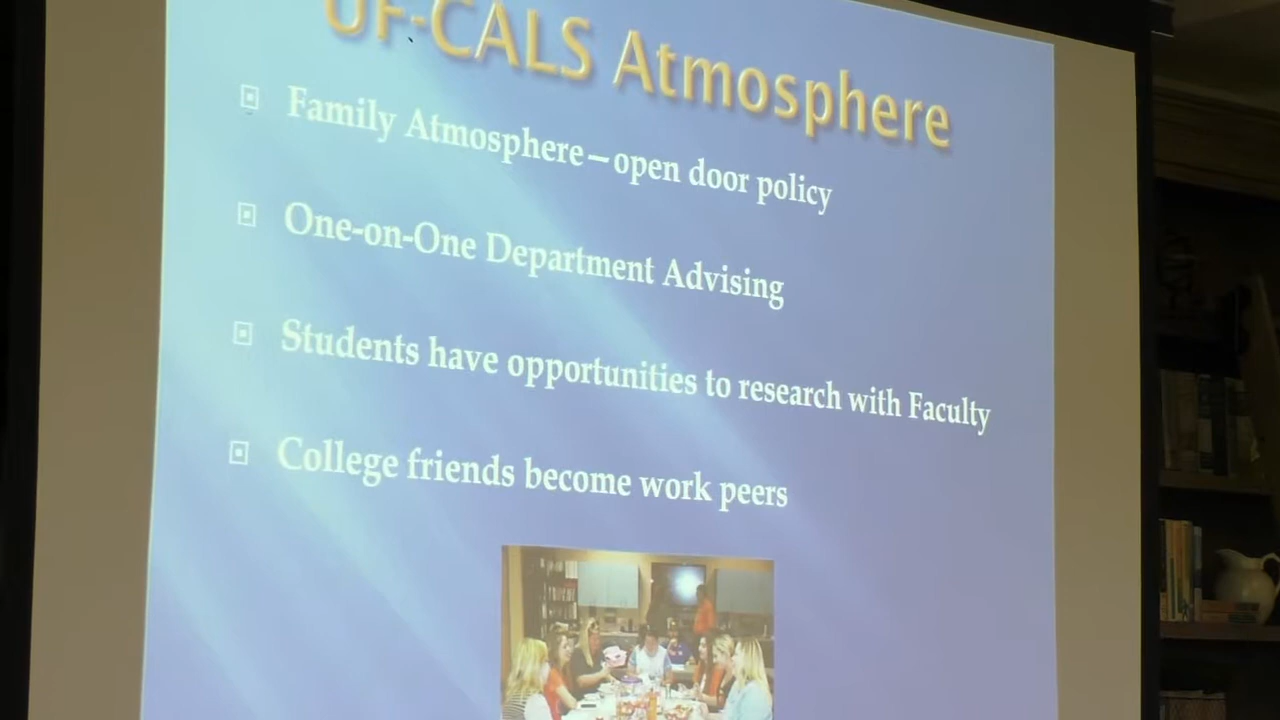 UF-CALS Atmosphere
Family Atmosphere—open door policy
One-on-One Department Advising
Students have opportunities to research with Faculty
College friends become work peers